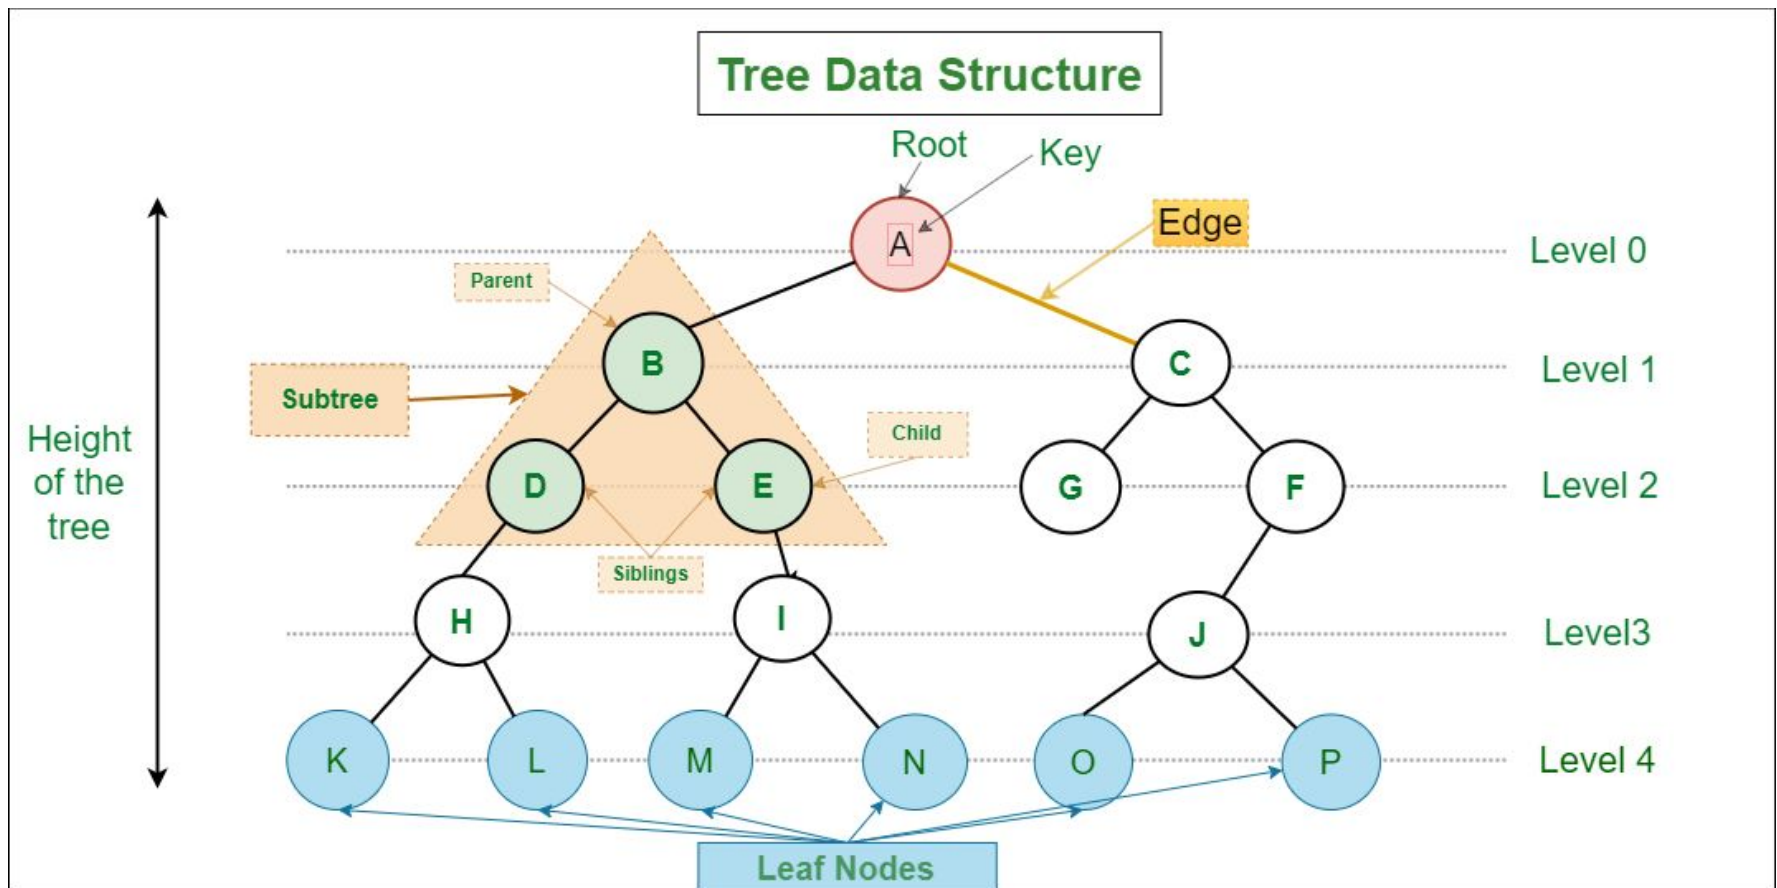 Tree Data Structure
Root
Key
A
Edge
Level 0
Parent
B
C
Level 1
Subtree
Child
Height
of the
tree
D
E
G
F
Level 2
Siblings
H
I
J
Level3
K
L
M
N
O
P
Level 4
Leaf Nodes